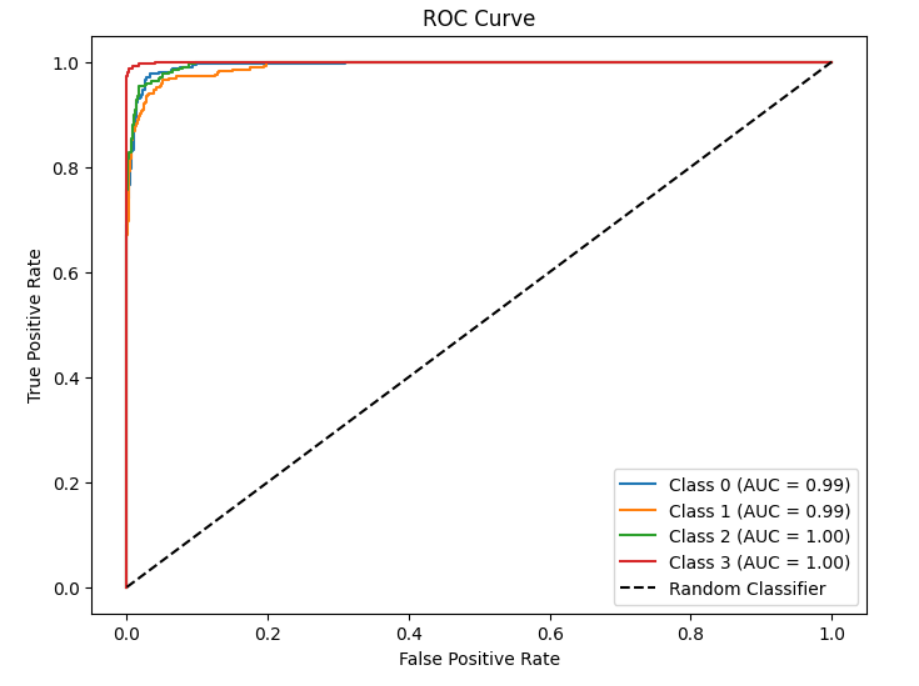 ROC Curve
True Positive Rate
1.0
0.8
0.6
0.4
0.2
0.0
Class 0 (AUC = 0.99)
Class 1 (AUC = 0.99)
Class 2 (AUC = 1.00)
Class 3 (AUC = 1.00)
Random Classifier
0.0 0.2 0.4 0.6 0.8 1.0
False Positive Rate